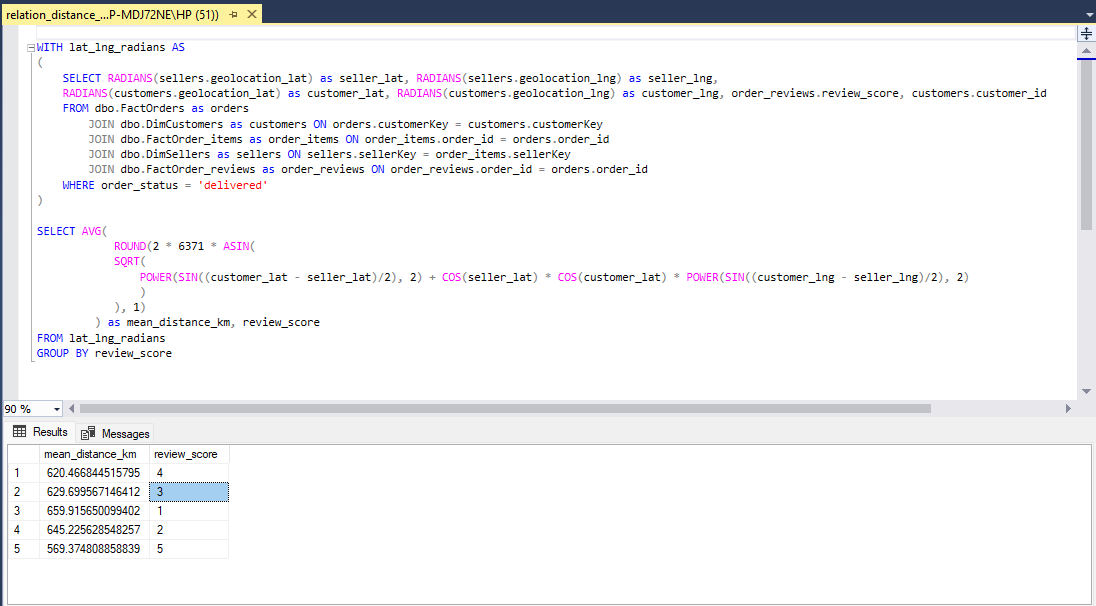 relation_distance_...P-MDJ72NE\HP (51))
WITH lat_lng_radians AS
(
SELECT RADIANS(sellers.geolocation_lat) as seller_lat, RADIANS(sellers.geolocation_lng) as seller_lng,
RADIANS(customers.geolocation_lat) as customer_lat, RADIANS(customers.geolocation_lng) as customer_lng, order_reviews.review_score, customers.customer_id
FROM dbo.FactOrders as orders
JOIN dbo.DimCustomers as customers ON orders.customerKey = customers.customerKey
JOIN dbo.FactOrder_items as order_items ON order_items.order_id = orders.order_id
JOIN dbo.DimSellers as sellers ON sellers.sellerKey = order_items.sellerKey
JOIN dbo.FactOrder_reviews as order_reviews ON order_reviews.order_id = orders.order_id
WHERE order_status = 'delivered'
)
SELECT AVG(
ROUND(2 * 6371 * ASIN(
SQRT(
POWER(SIN((customer_lat - seller_lat)/2), 2) + COS(seller_lat) * COS(customer_lat) * POWER(SIN((customer_lng - seller_lng)/2), 2)
)
), 1)
) as mean_distance_km, review_score
FROM lat_lng_radians
GROUP BY review_score
90 %
Results Messages
mean_distance_km review_score
1 620.466844515795 4
2 629.699567146412 3
3 659.915650099402 1
4 645.225628548257 2
5 569.374808858839 5